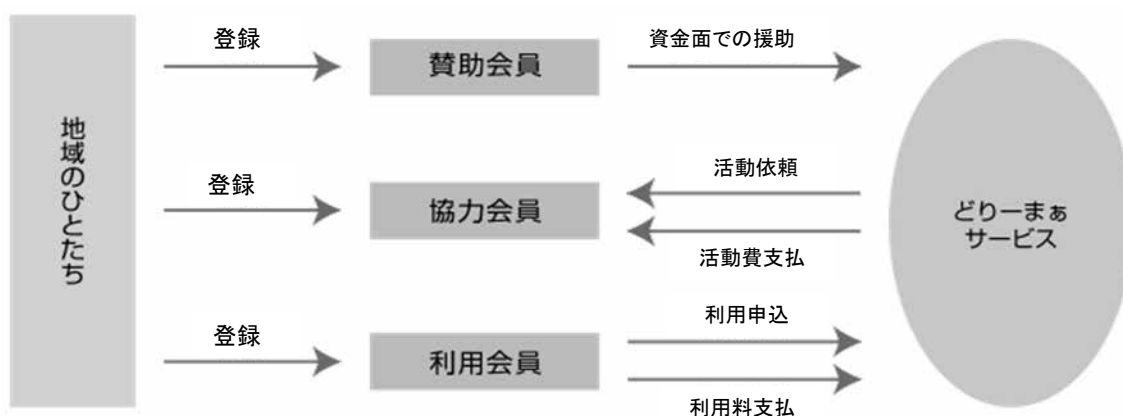 地域のひとたち
登録
賛助会員
資金面での援助
登録
協力会員
活動依頼
活動費支払
登録
利用会員
利用申込
利用料支払
どりーまぁ
サービス